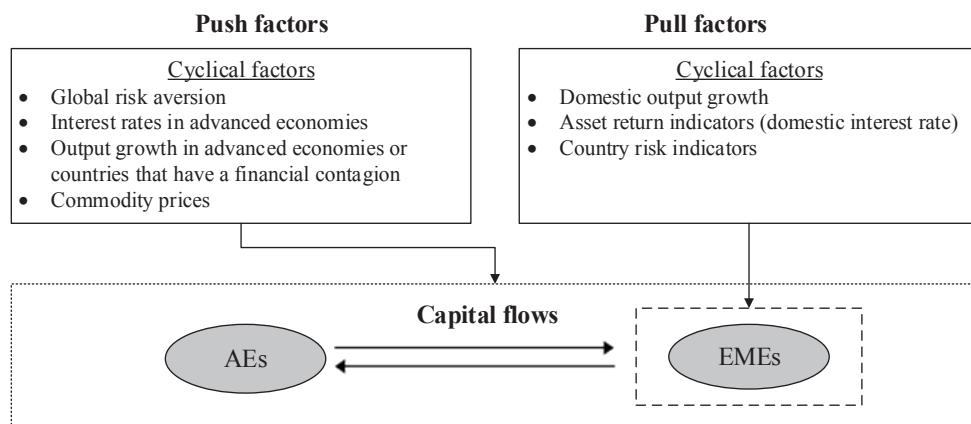 Push factors
Cyclical factors
• Global risk aversion
• Interest rates in advanced economies
• Output growth in advanced economies or
countries that have a financial contagion
• Commodity prices
Pull factors
Cyclical factors
• Domestic output growth
• Asset return indicators (domestic interest rate)
• Country risk indicators
Capital flows
AEs
EMEs